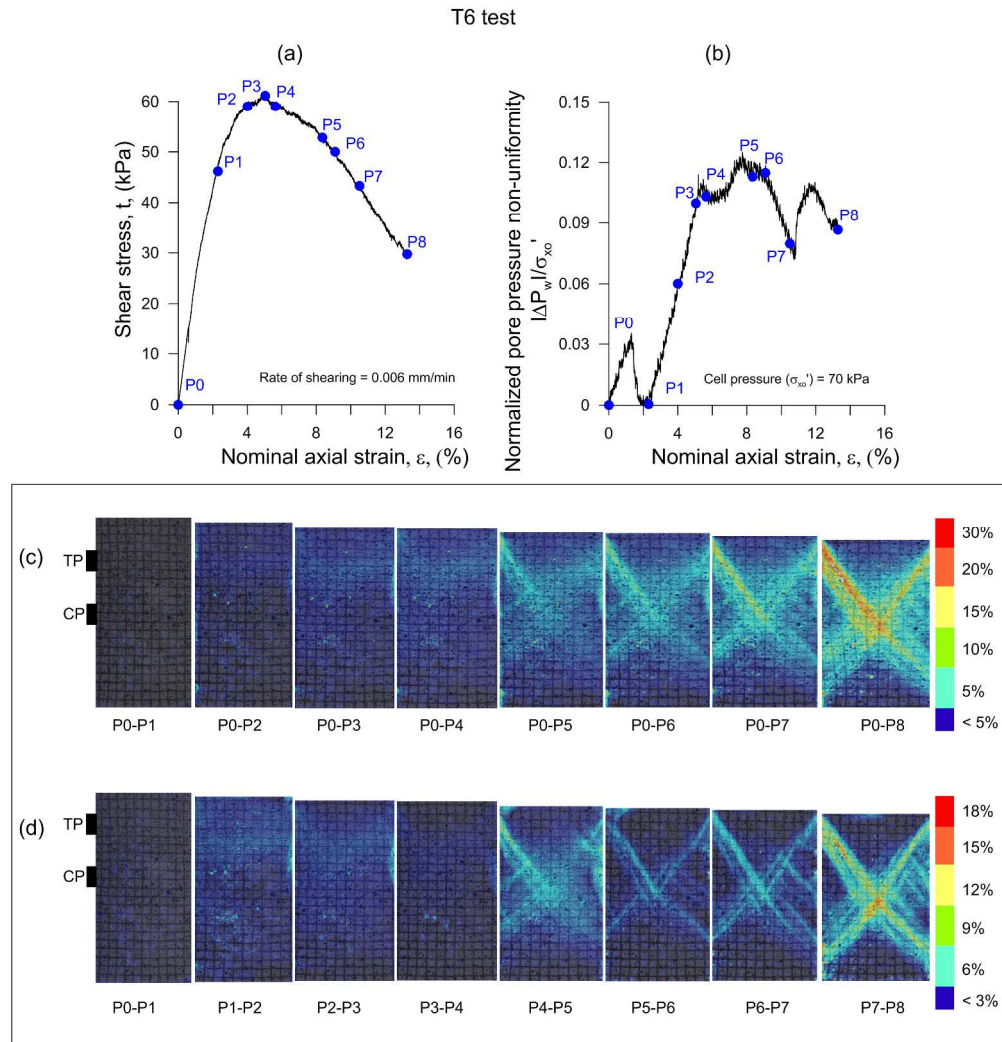 T6 test
(a)
60
50
40
30
20
10
0
Shear stress, t, (kPa)
P0
P1
P2
P3
P4
P5
P6
P7
P8
Rate of shearing = 0.006 mm/min
0 4 8 12 16
Nominal axial strain, ε, (%)
(b)
0.15
0.12
0.09
0.06
0.03
0
Normalized pore pressure non-uniformity
|ΔPw|/σxo'
P0
P1
P2
P3
P4
P5
P6
P7
P8
Cell pressure (σxo') = 70 kPa
0 4 8 12 16
Nominal axial strain, ε, (%)
(c)
TP
CP
P0-P1 P0-P2 P0-P3 P0-P4 P0-P5 P0-P6 P0-P7 P0-P8
30%
20%
15%
10%
5%
< 5%
(d)
TP
CP
P0-P1 P1-P2 P2-P3 P3-P4 P4-P5 P5-P6 P6-P7 P7-P8
18%
15%
12%
9%
6%
< 3%